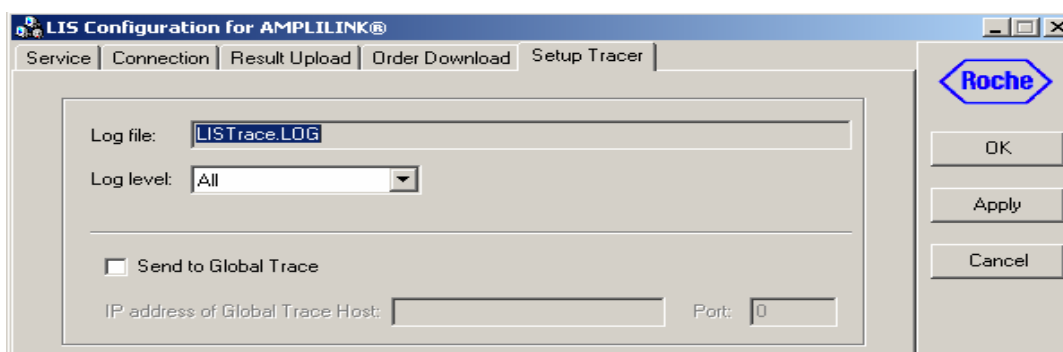 LIS Configuration for AMPLILINK®
Service Connection Result Upload Order Download Setup Tracer
Roche
Log file: LISTrace.LOG
OK
Log level: All
Apply
Send to Global Trace
Cancel
IP address of Global Trace Host: Port: 0